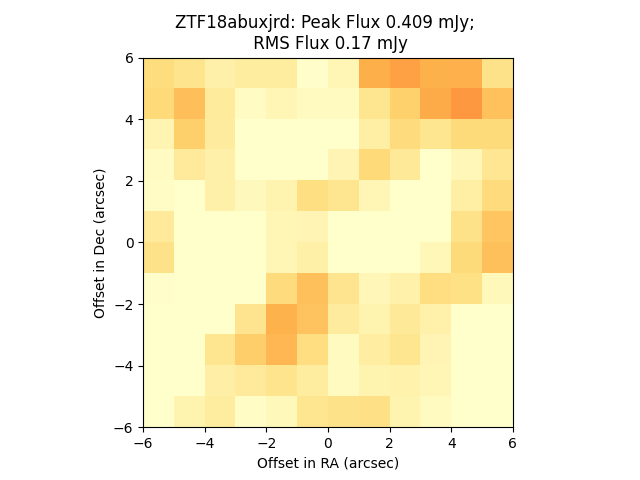 ZTF18abuxjrd: Peak Flux 0.409 mJy;
RMS Flux 0.17 mJy
6
4
2
0
−2
−4
−6
Offset in Dec (arcsec)
−6 −4 −2 0 2 4 6
Offset in RA (arcsec)